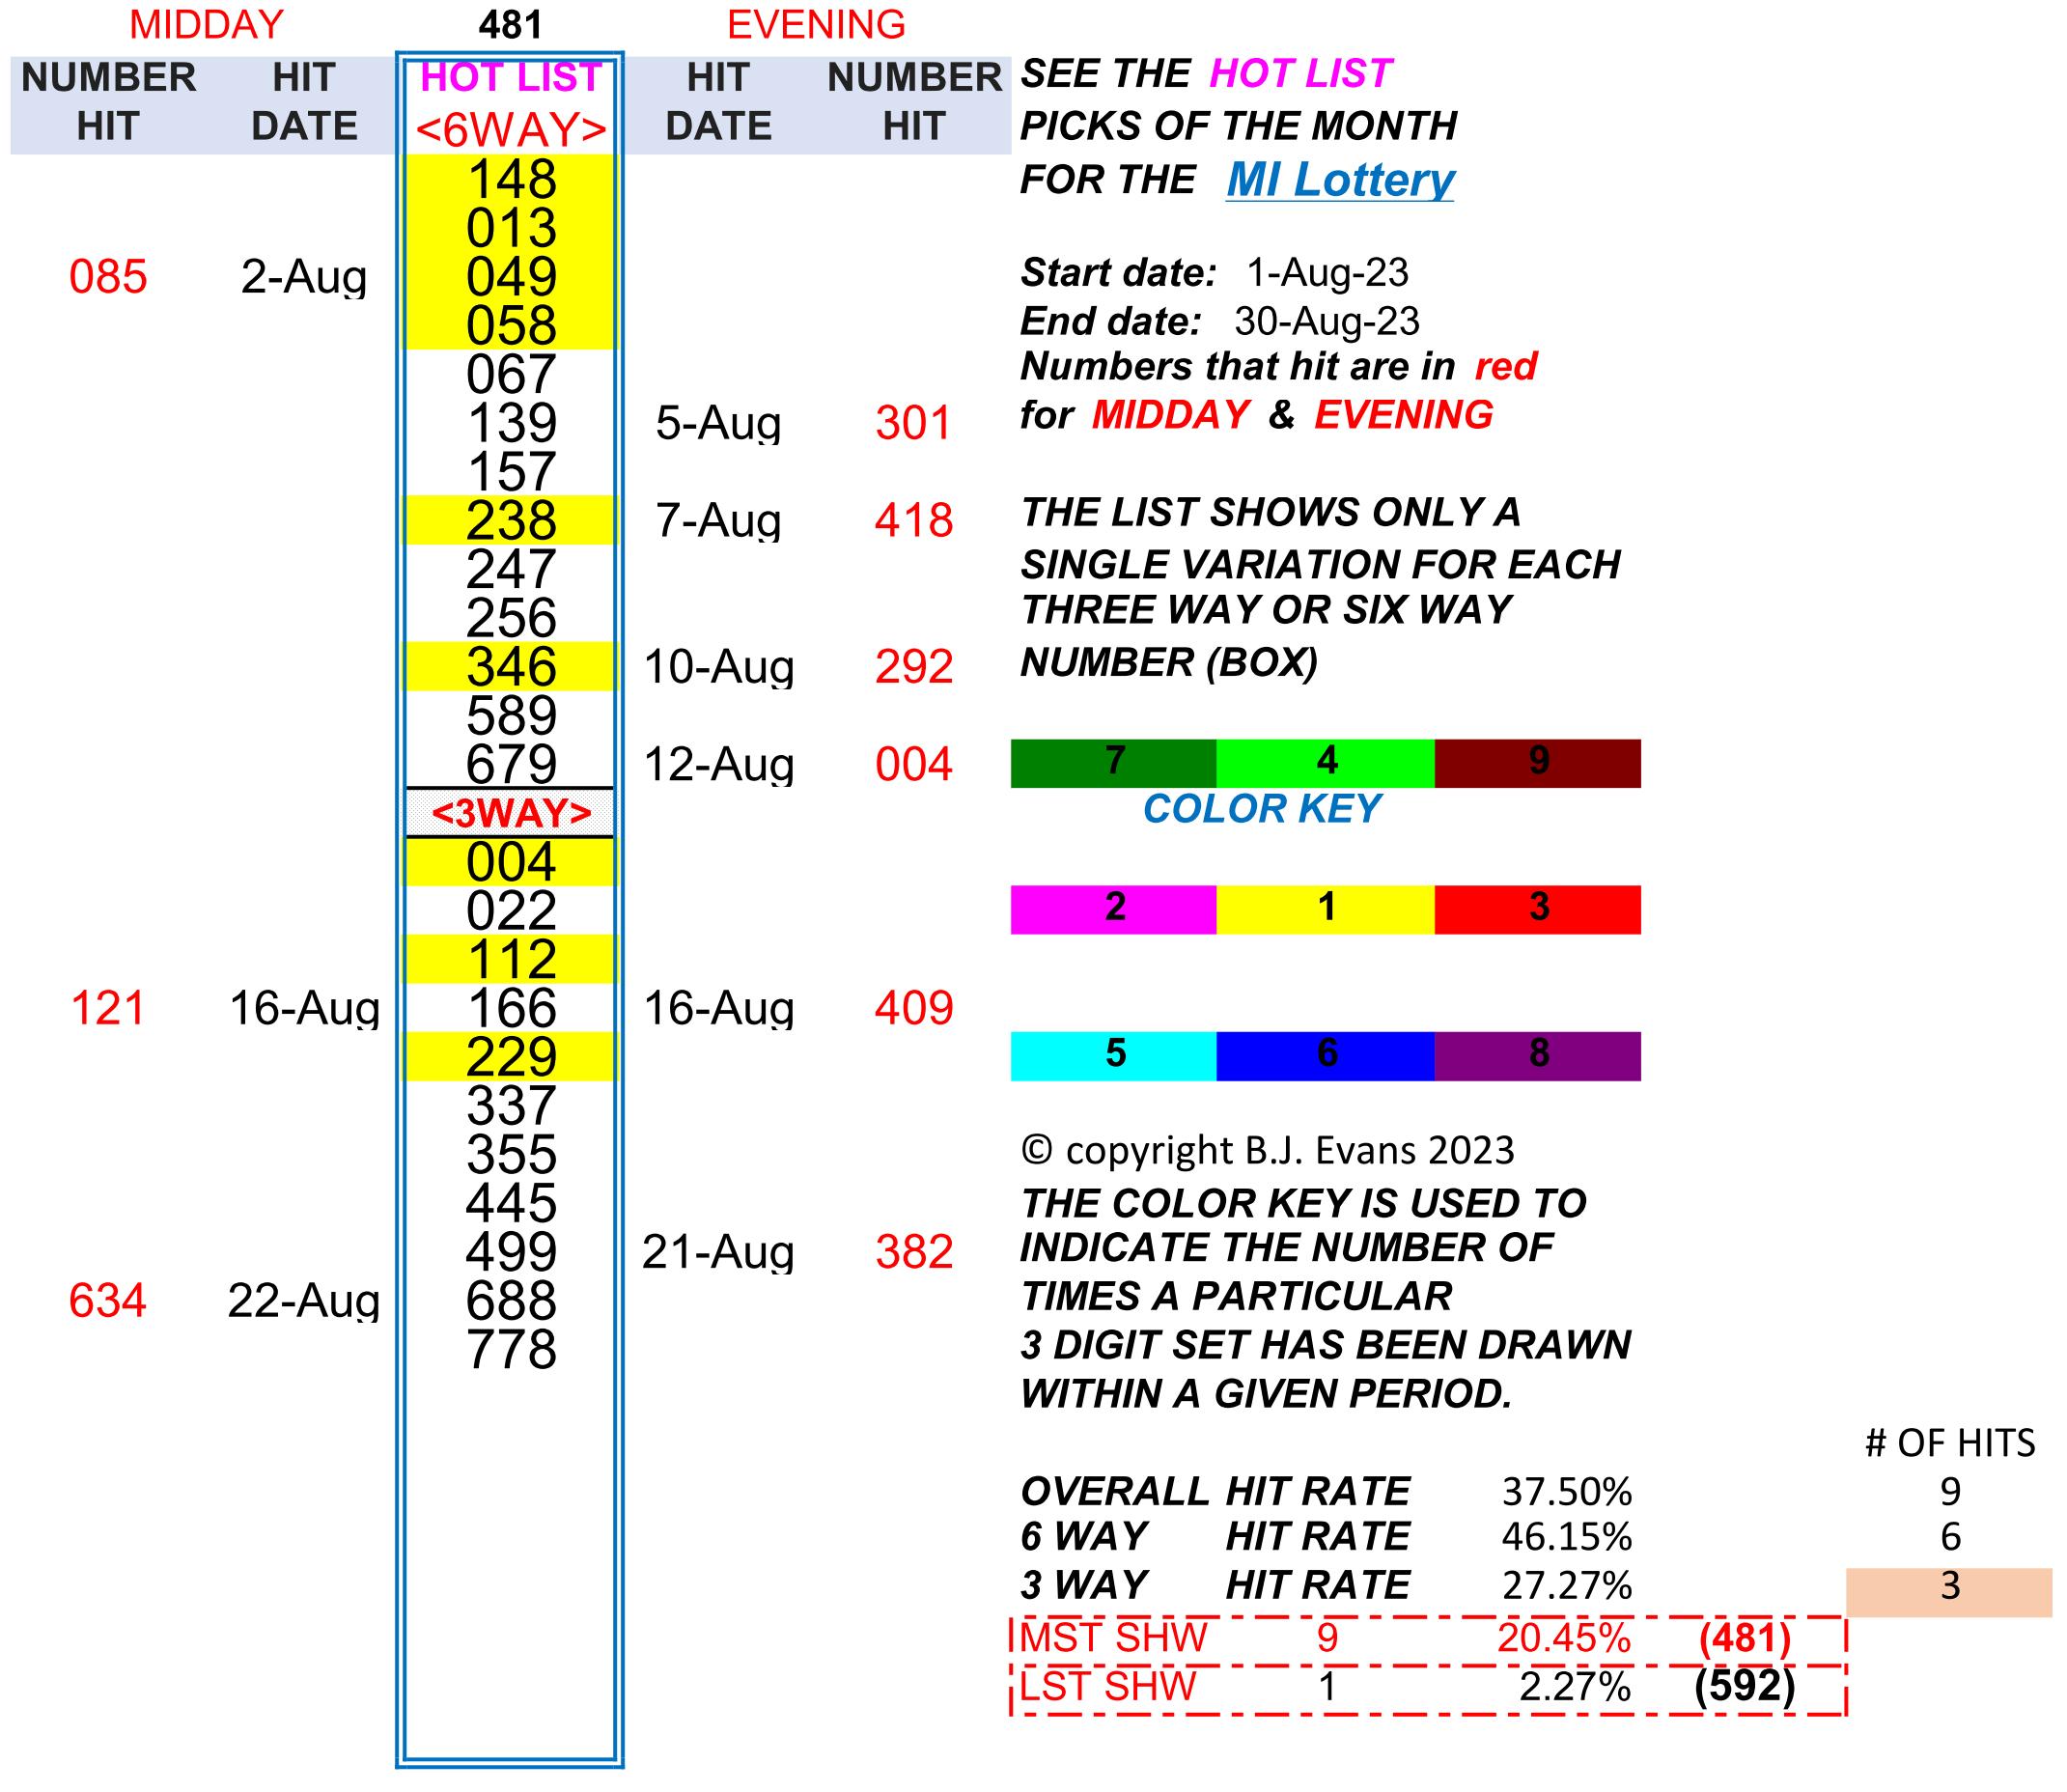 MIDDAY 481 EVENING
NUMBER HIT HOT LIST HIT NUMBER SEE THE HOT LIST
HIT DATE <6WAY> DATE HIT PICKS OF THE MONTH
148 FOR THE MI Lottery
013
085 2-Aug 049 Start date: 1-Aug-23
058 End date: 30-Aug-23
067 Numbers that hit are in red
139 5-Aug 301 for MIDDAY & EVENING
157
238 7-Aug 418 THE LIST SHOWS ONLY A
247 SINGLE VARIATION FOR EACH
256 THREE WAY OR SIX WAY
346 10-Aug 292 NUMBER (BOX)
589
679 12-Aug 004 7 4 9
<3WAY> COLOR KEY
004
022 2 1 3
112
121 16-Aug 166 16-Aug 409
229 5 6 8
337
355 © copyright B.J. Evans 2023
445 THE COLOR KEY IS USED TO
499 21-Aug 382 INDICATE THE NUMBER OF
634 22-Aug 688 TIMES A PARTICULAR
778 3 DIGIT SET HAS BEEN DRAWN
WITHIN A GIVEN PERIOD.
# OF HITS
OVERALL HIT RATE 37.50% 9
6 WAY HIT RATE 46.15% 6
3 WAY HIT RATE 27.27% 3
MST SHW 9 20.45% (481)
LST SHW 1 2.27% (592)